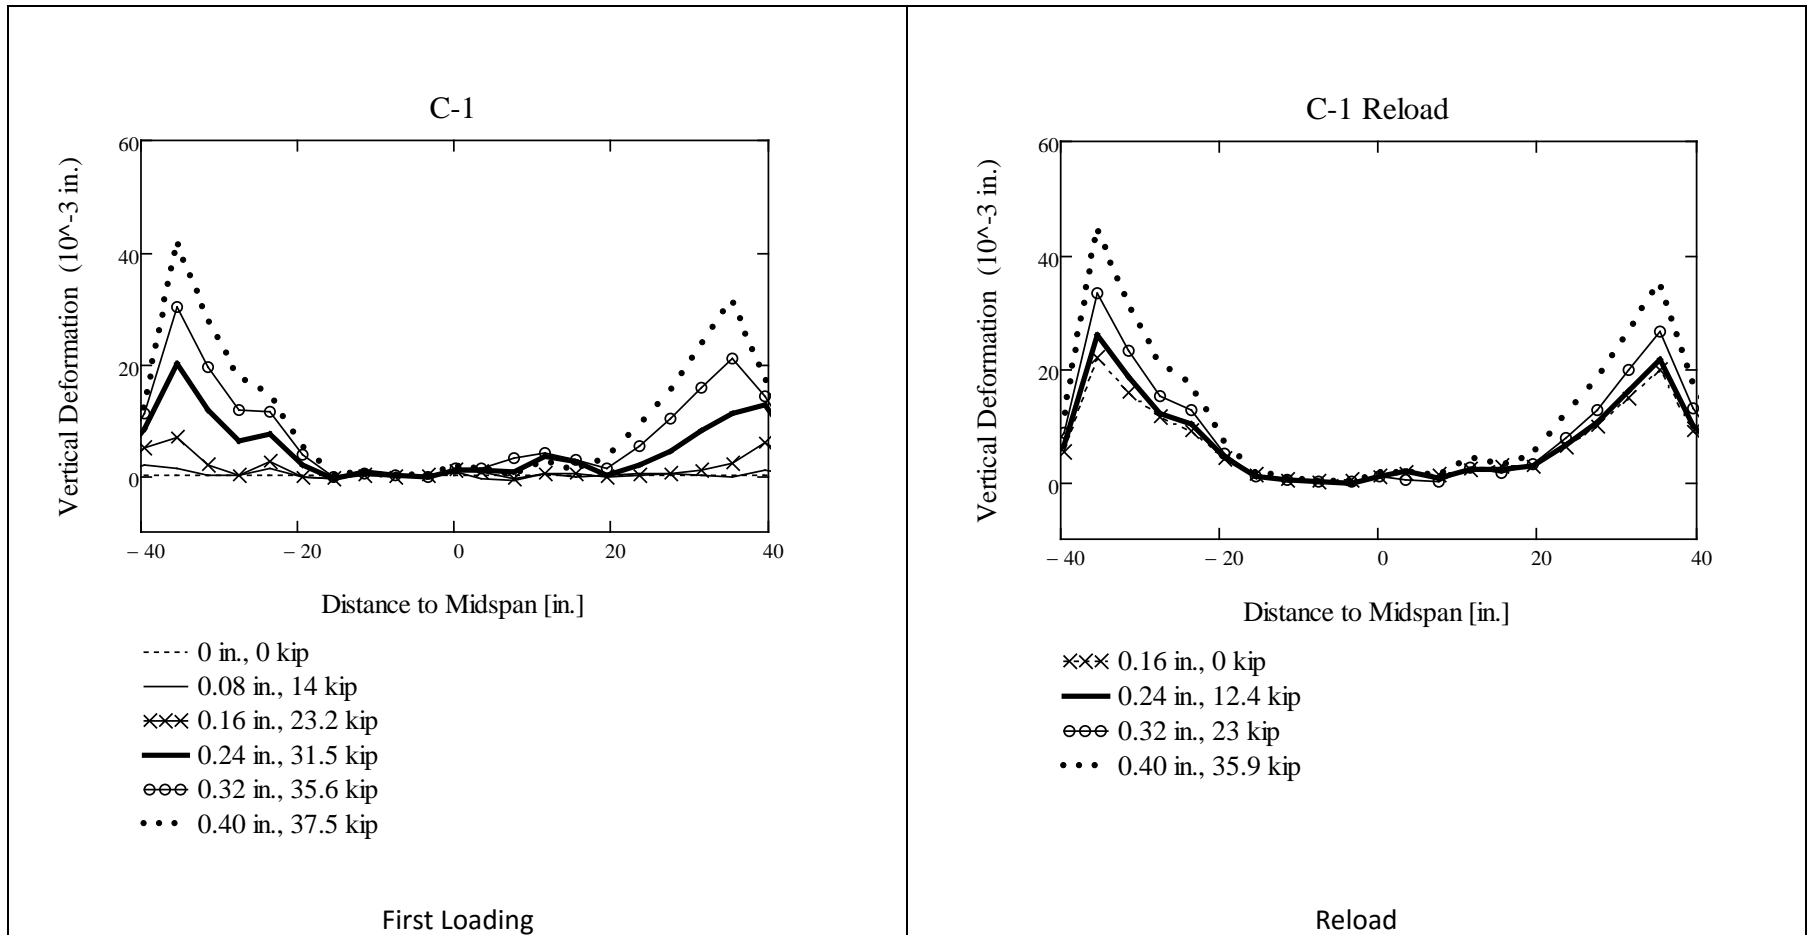 C-1
60
40
20
0
– 40
– 20
0
20
40
Vertical Deformation (10^-3 in.)
Distance to Midspan [in.]
0 in., 0 kip
0.08 in., 14 kip
0.16 in., 23.2 kip
0.24 in., 31.5 kip
0.32 in., 35.6 kip
0.40 in., 37.5 kip
First Loading
C-1 Reload
60
40
20
0
– 40
– 20
0
20
40
Vertical Deformation (10^-3 in.)
Distance to Midspan [in.]
0.16 in., 0 kip
0.24 in., 12.4 kip
0.32 in., 23 kip
0.40 in., 35.9 kip
Reload